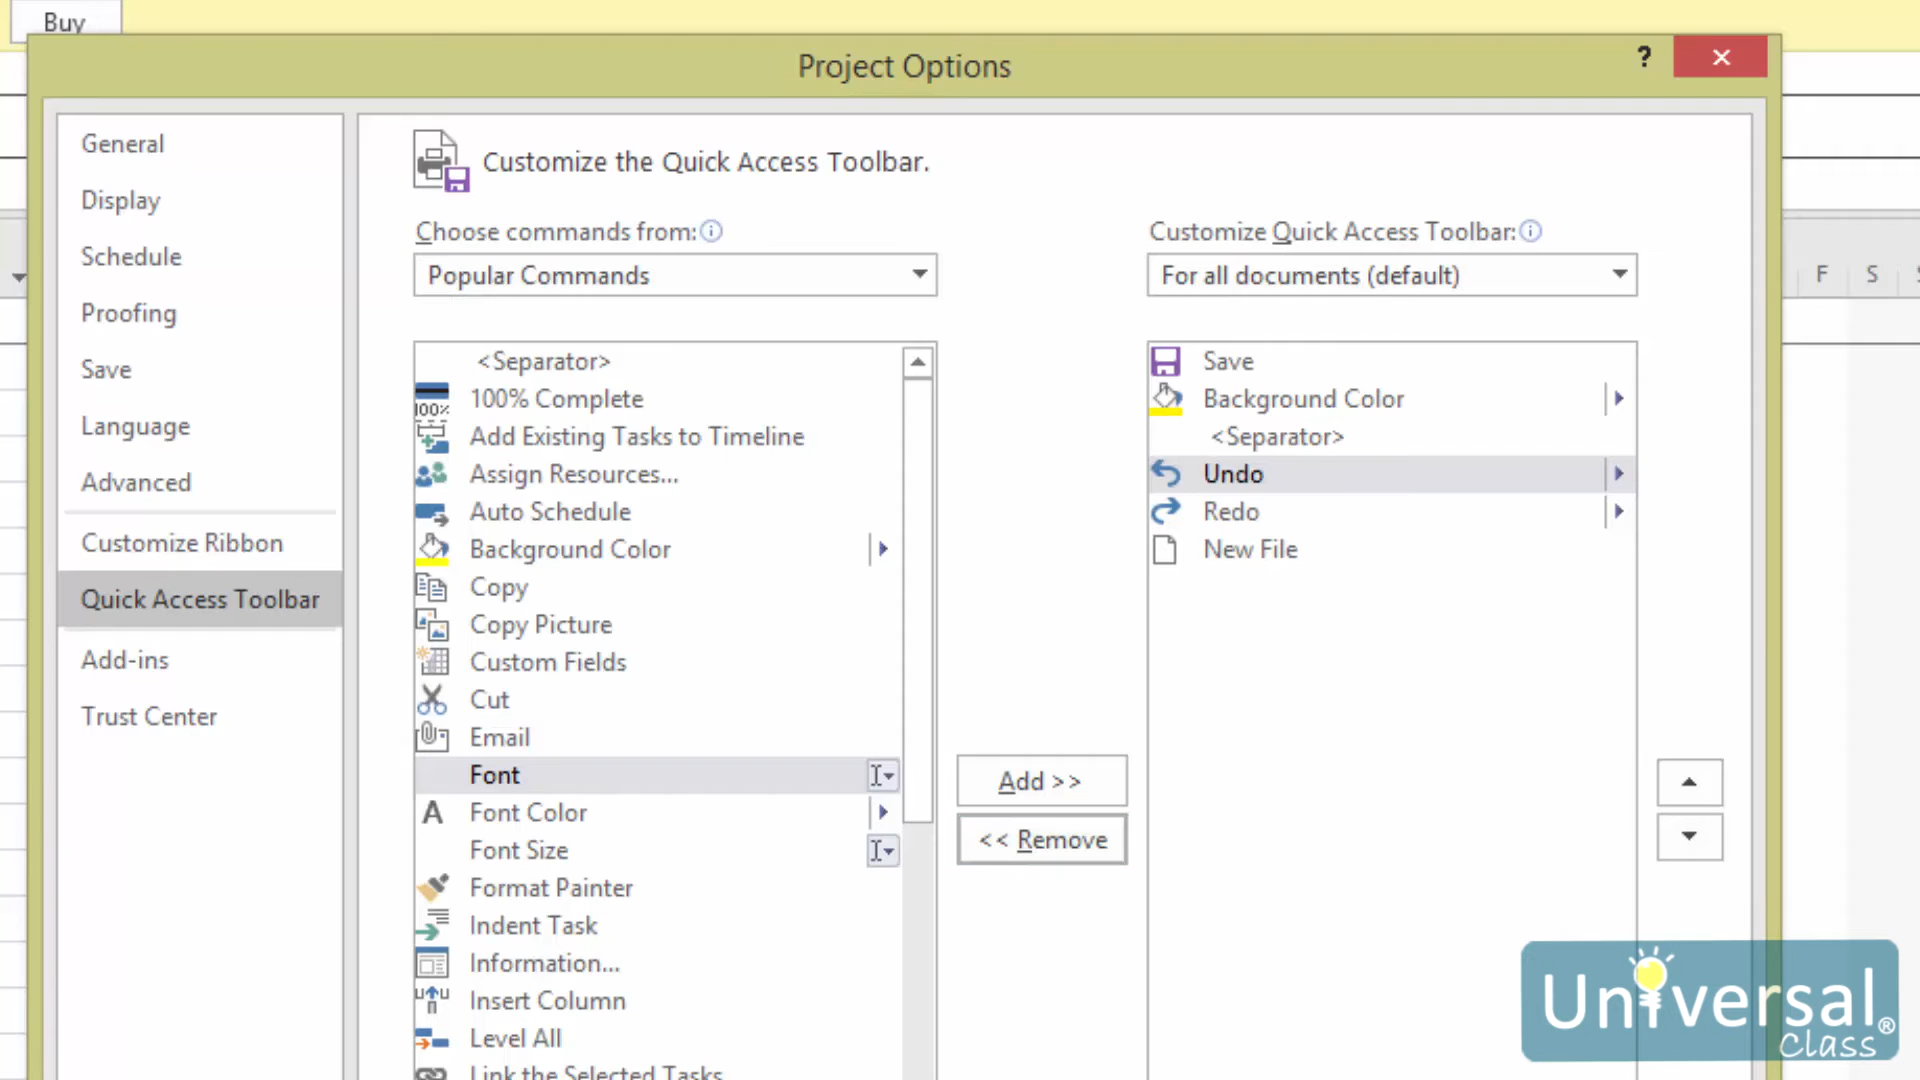 Buy
Project Options
?
General
Display
Schedule
Proofing
Save
Language
Advanced
Customize Ribbon
Quick Access Toolbar
Add-ins
Trust Center
Customize the Quick Access Toolbar.
Choose commands from:
Popular Commands
<Separator>
100% Complete
Add Existing Tasks to Timeline
Assign Resources...
Auto Schedule
Background Color
Copy
Copy Picture
Custom Fields
Cut
Email
Font
Font Color
Font Size
Format Painter
Indent Task
Information...
Insert Column
Level All
Link the Selected Tasks
Add >>
<< Remove
Customize Quick Access Toolbar:
For all documents (default)
Save
Background Color
<Separator>
Undo
Redo
New File
F S
Universal®
Class